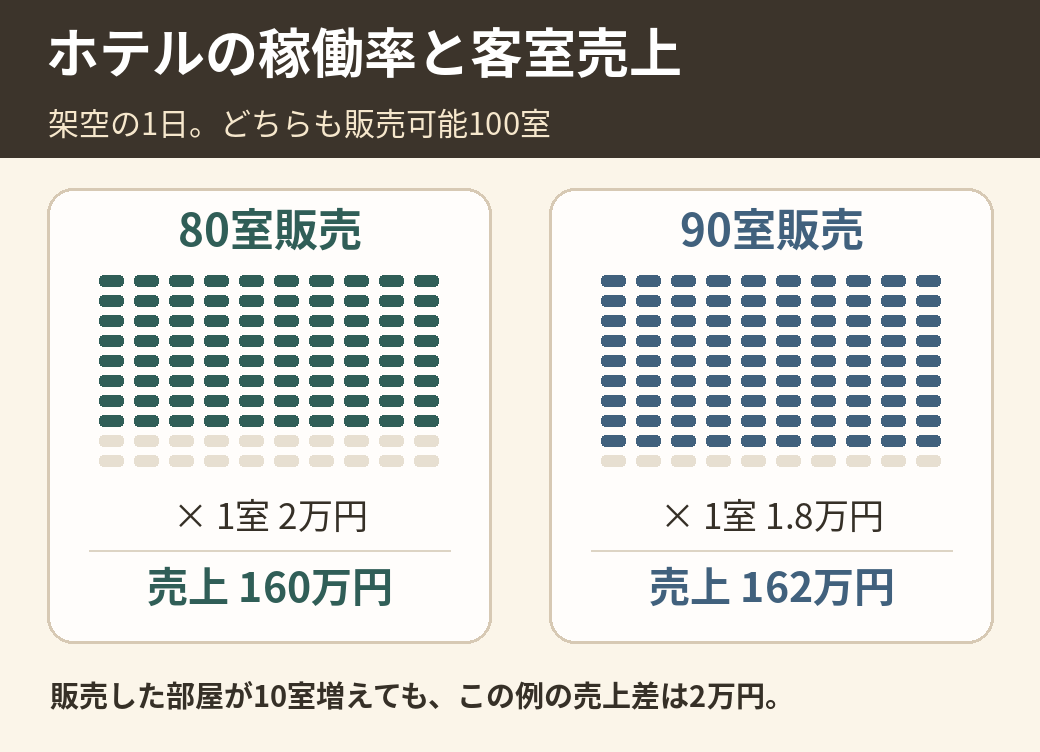 ホテルの稼働率と客室売上
架空の1日。どちらも販売可能100室
80室販売
× 1室 2万円
売上 160万円
90室販売
× 1室 1.8万円
売上 162万円
販売した部屋が10室増えても、この例の売上差は2万円。